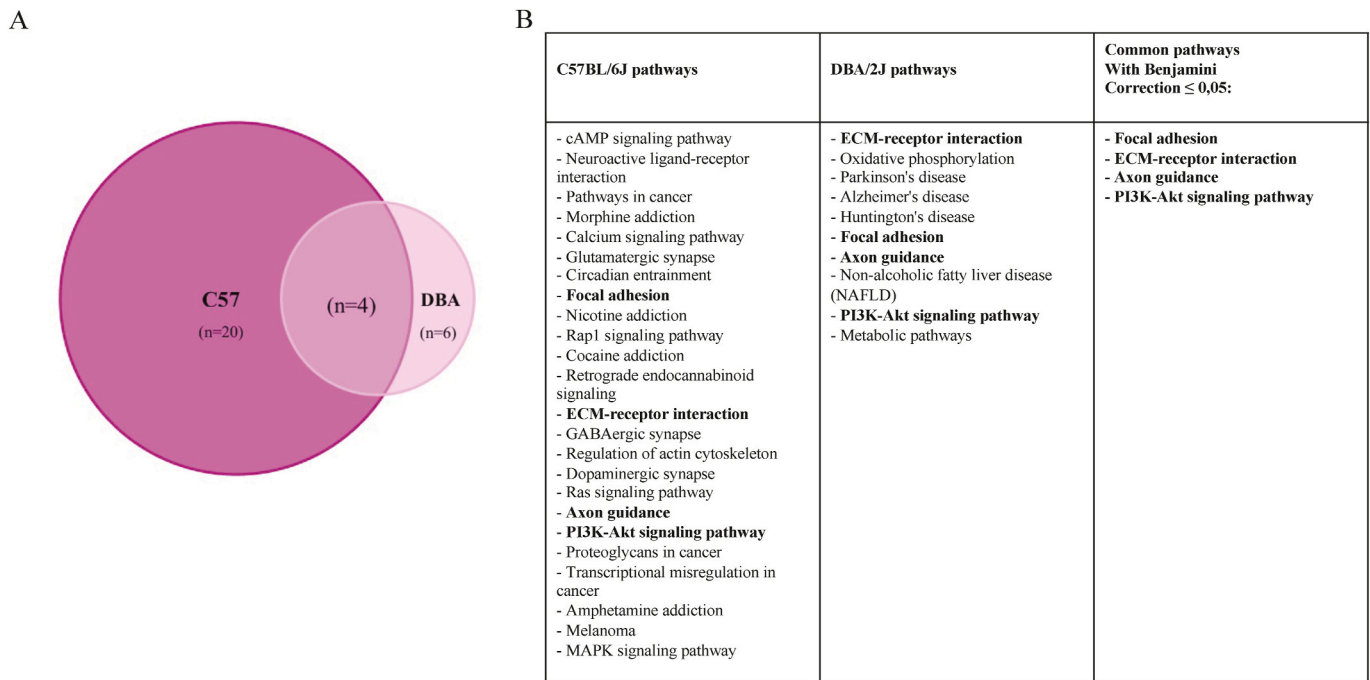 A
C57
(n=20)
(n=4)
DBA
(n=6)
B
C57BL/6J pathways
DBA/2J pathways
Common pathways
With Benjamini
Correction ≤ 0,05:
- cAMP signaling pathway
- Neuroactive ligand-receptor
interaction
- Pathways in cancer
- Morphine addiction
- Calcium signaling pathway
- Glutamatergic synapse
- Circadian entrainment
- Focal adhesion
- Nicotine addiction
- Rap1 signaling pathway
- Cocaine addiction
- Retrograde endocannabinoid
signaling
- ECM-receptor interaction
- GABAergic synapse
- Regulation of actin cytoskeleton
- Dopaminergic synapse
- Ras signaling pathway
- Axon guidance
- PI3K-Akt signaling pathway
- Proteoglycans in cancer
- Transcriptional misregulation in
cancer
- Amphetamine addiction
- Melanoma
- MAPK signaling pathway
- ECM-receptor interaction
- Oxidative phosphorylation
- Parkinson's disease
- Alzheimer's disease
- Huntington's disease
- Focal adhesion
- Axon guidance
- Non-alcoholic fatty liver disease
(NAFLD)
- PI3K-Akt signaling pathway
- Metabolic pathways
- Focal adhesion
- ECM-receptor interaction
- Axon guidance
- PI3K-Akt signaling pathway